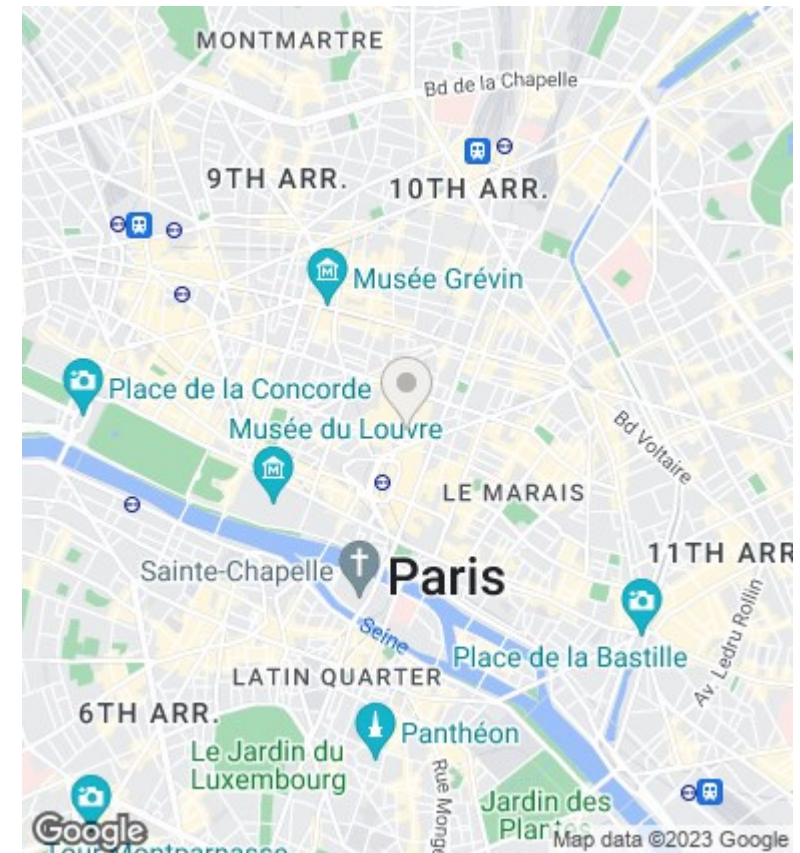 MONTMARTRE
Bd de la Chapelle
9TH ARR.
10TH ARR.
Musée Grévin
Place de la Concorde
Musée du Louvre
Bd Voltaire
LE MARAIS
11TH ARR
Sainte-Chapelle
Paris
Av. Ledru Rollin
Seine
Place de la Bastille
LATIN QUARTER
6TH ARR.
Panthéon
Le Jardin du
Luxembourg
Rue Monge
Jardin des
Plantes
Google
Map data ©2023 Google
Tour Montparnasse